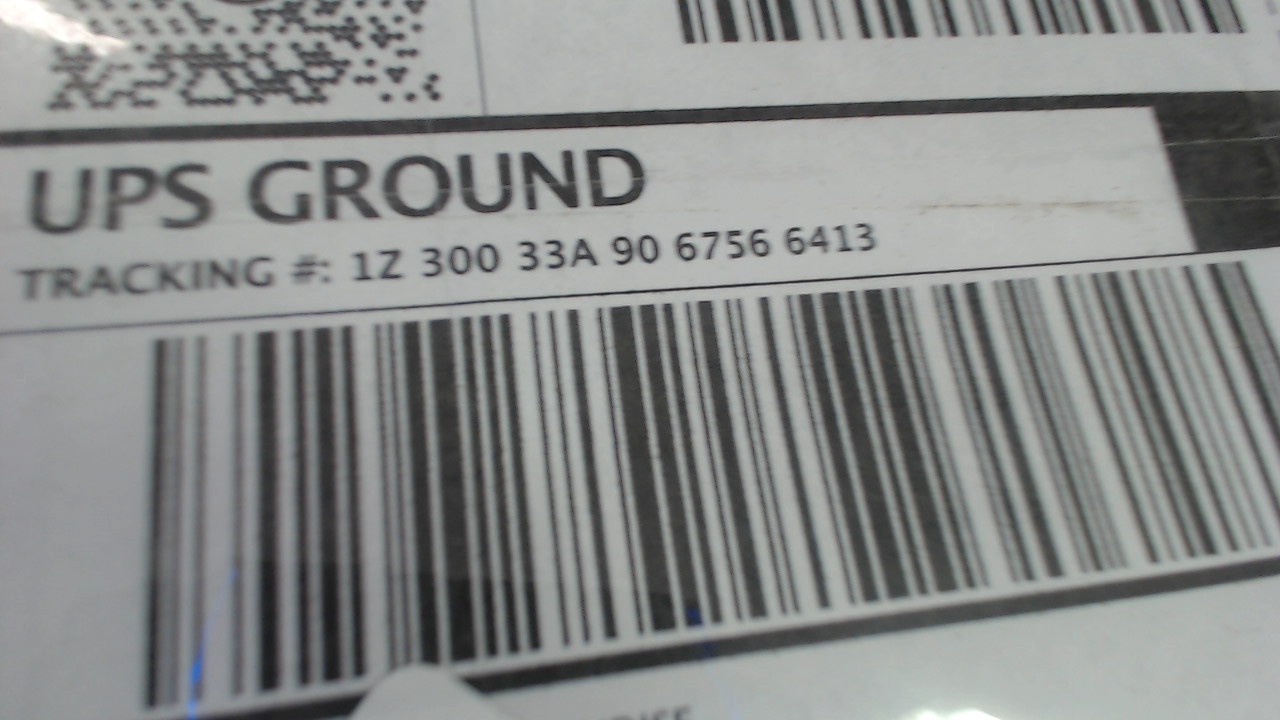 UPS GROUND
TRACKING #: 1Z 300 33A 90 6756 6413